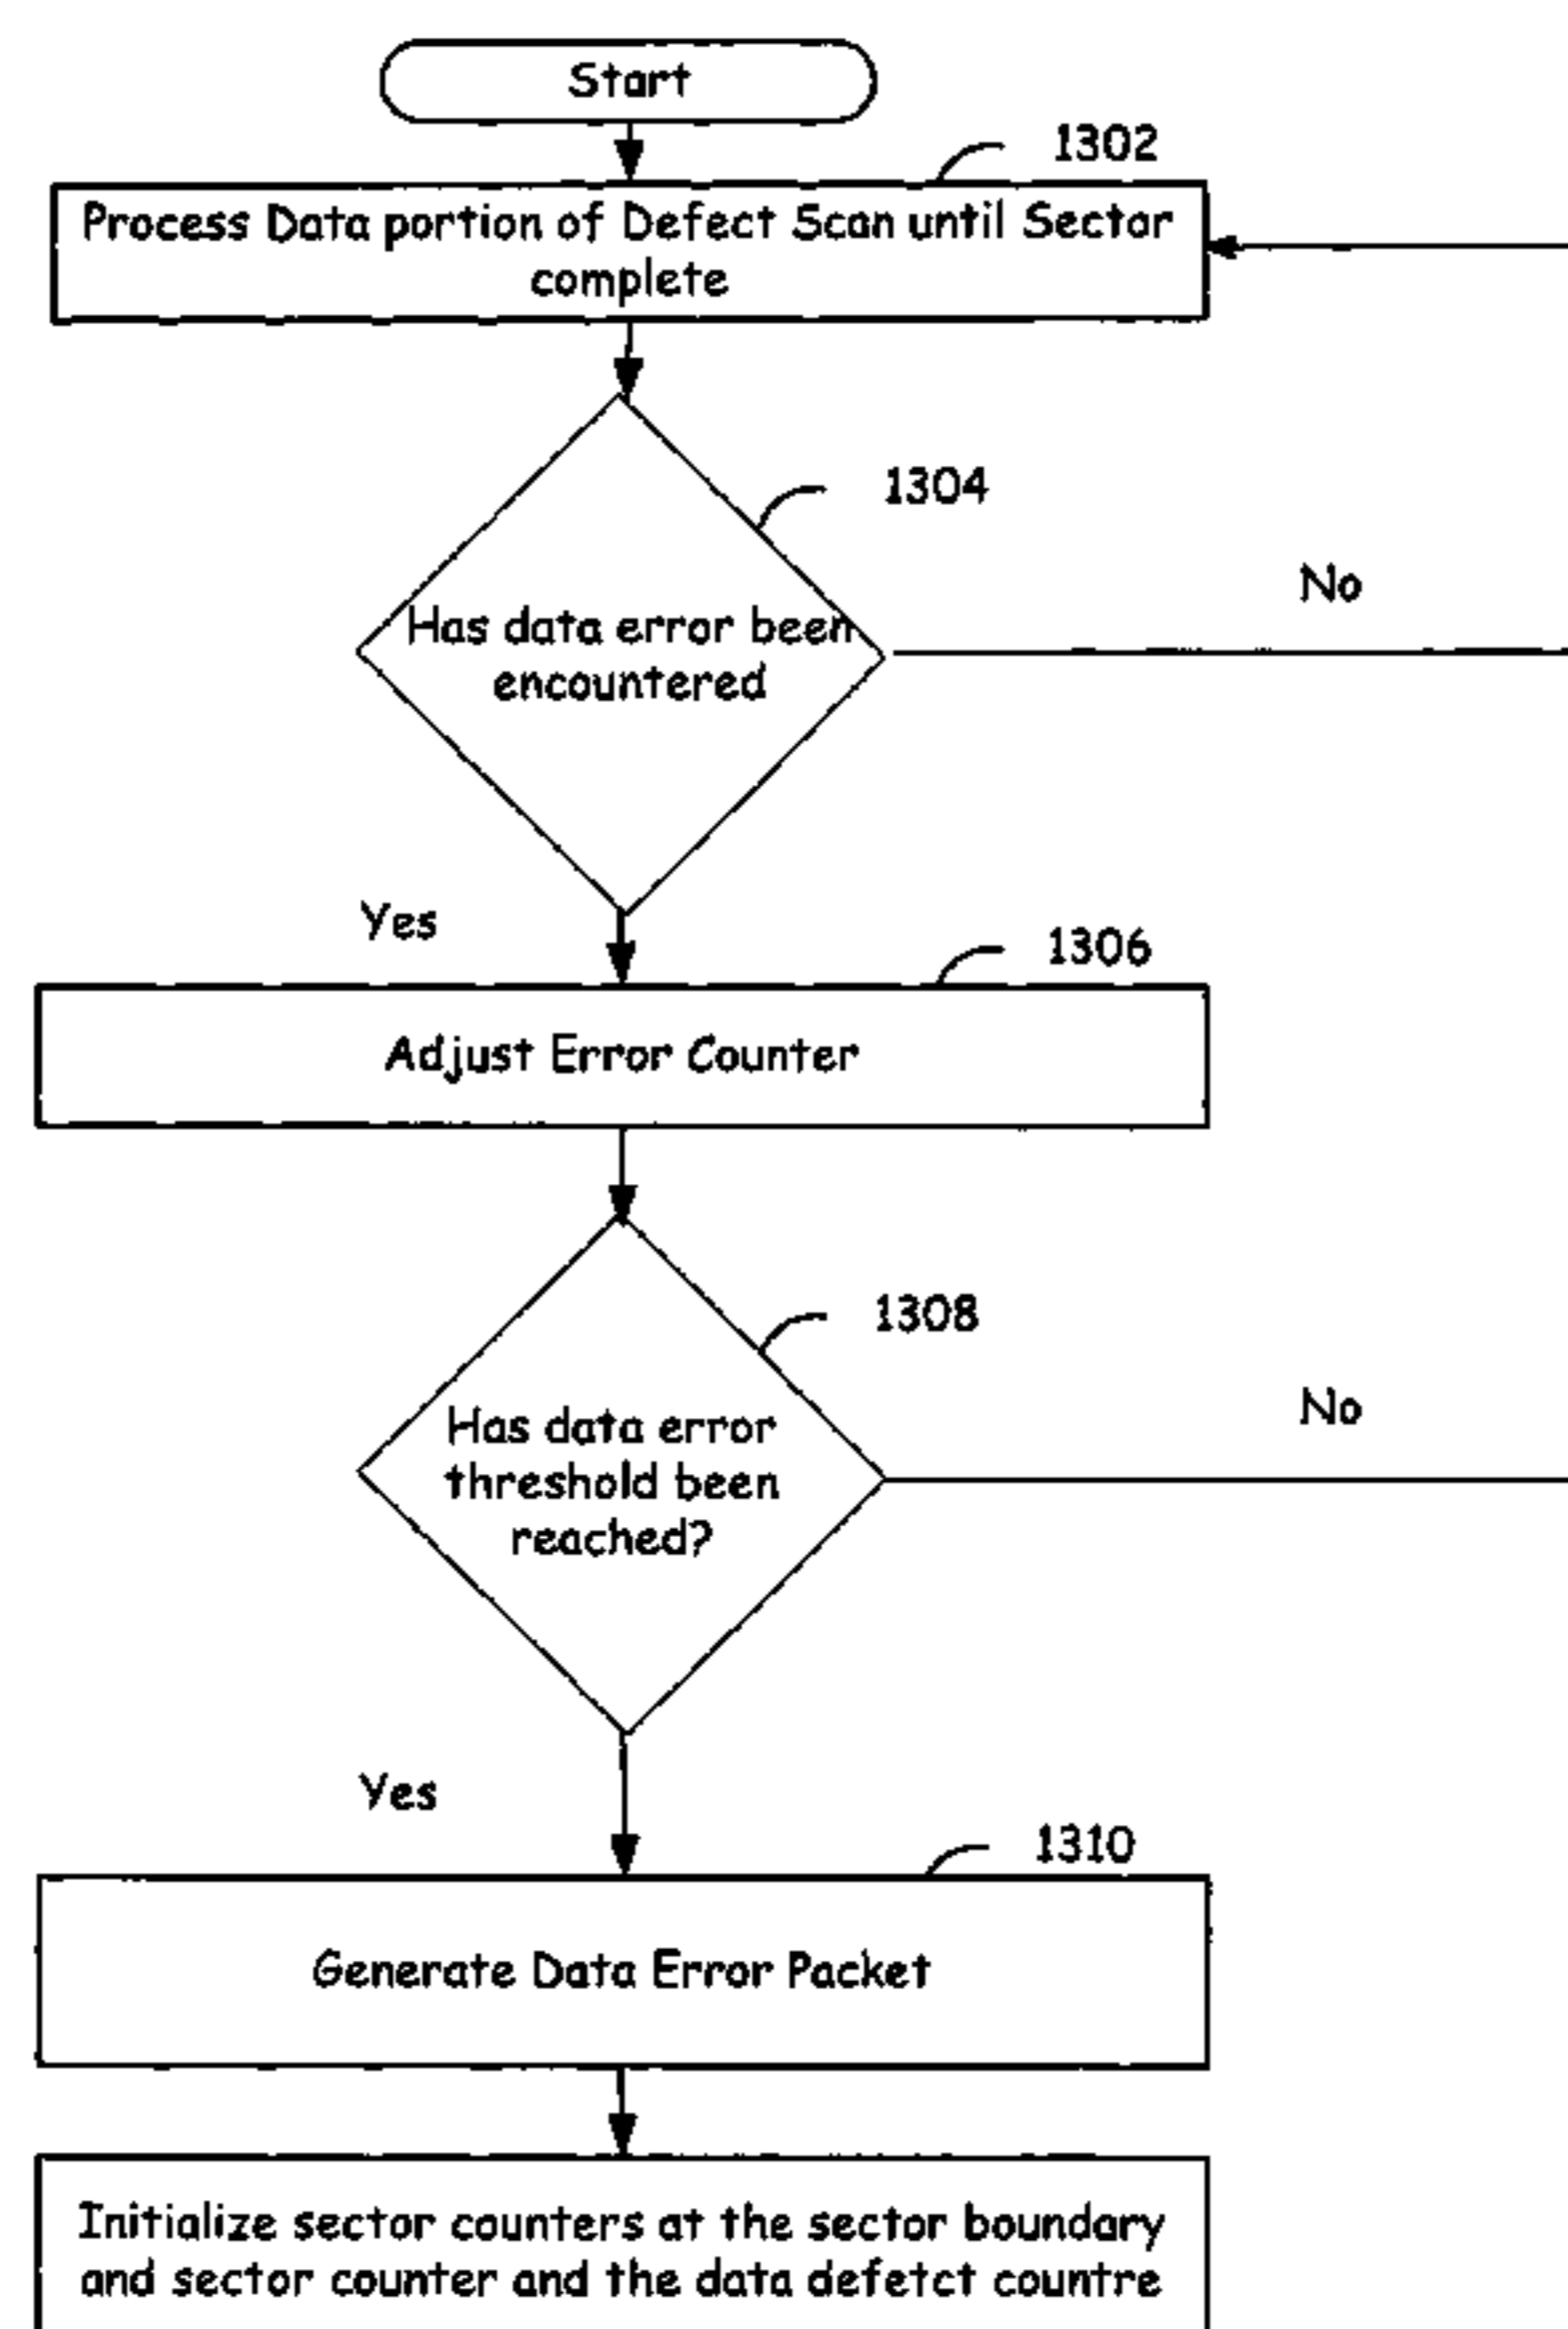 Start
1302
Process Data portion of Defect Scan until Sector
complete
1304
No
Has data error been
encountered
Yes
1306
Adjust Error Counter
1308
No
Has data error
threshold been
reached?
Yes
1310
Generate Data Error Packet
Initialize sector counters at the sector boundary
and sector counter and the data defetct countre